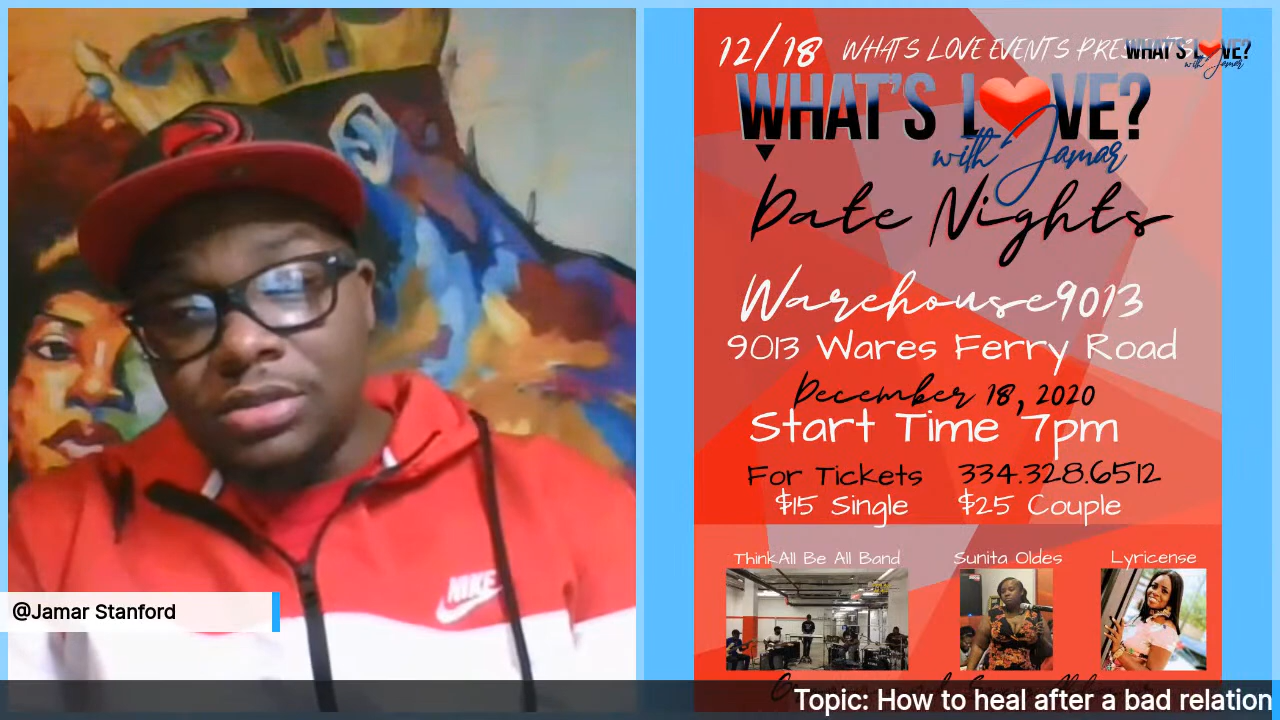 NIKE
@Jamar Stanford
12/18 WHAT'S LOVE EVENTS
WHAT'S LOVE?
with Jamar
WHAT'S LOVE?
with Jamar
Date Nights
Warehouse9013
9013 Wares Ferry Road
December 18, 2020
Start Time 7pm
For Tickets 334.328.6512
$15 Single $25 Couple
ThinkAll Be All Band Sunita Oldes Lyricense
Topic: How to heal after a bad relation